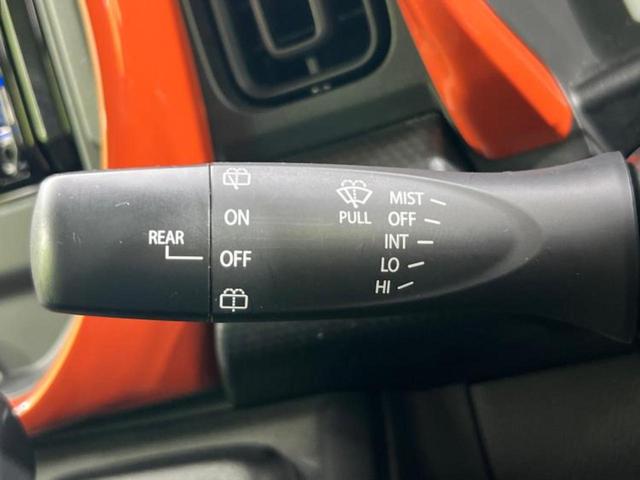 REAR
ON
OFF
PULL
MIST
OFF
INT
LO
HI